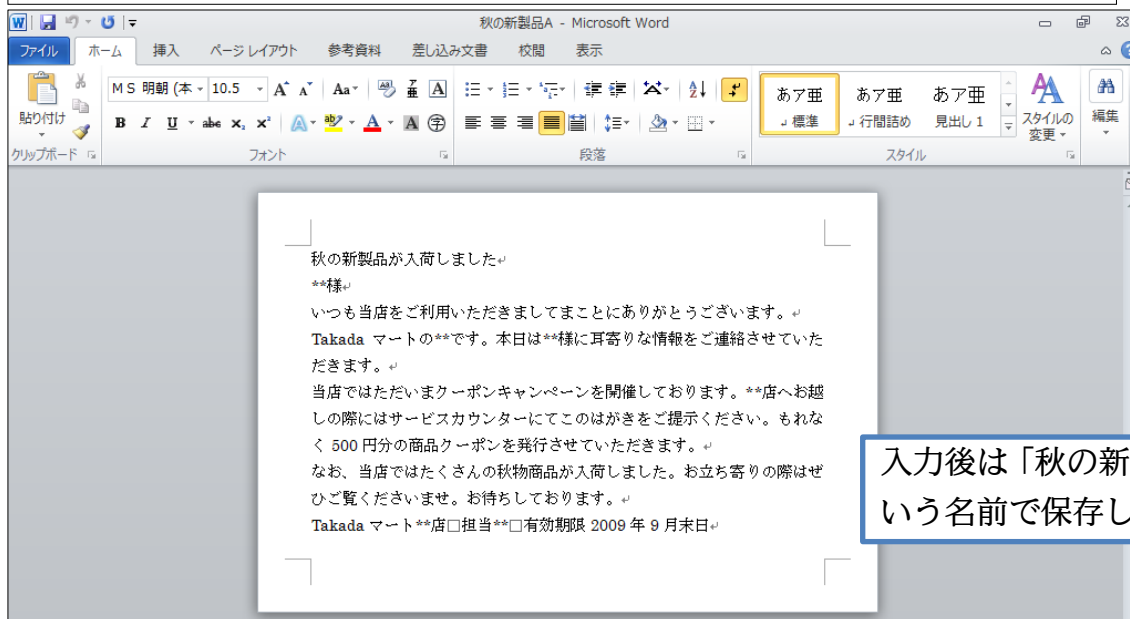 秋の新製品A - Microsoft Word
ファイル ホーム 挿入 ページ レイアウト 参考資料 差し込み文書 校閲 表示
貼り付け
MS 明朝 (本 10.5
標準 行間詰め 見出し 1
スタイルの変更
編集
クリップボード フォント 段落 スタイル
秋の新製品が入荷しました
**様
いつも当店をご利用いただきましてまことにありがとうございます。
Takada マートの**です。本日は**様に耳寄りな情報をご連絡させていた
だきます。
当店ではただいまクーポンキャンペーンを開催しております。**店へお越
しの際にはサービスカウンターにてこのはがきをご提示ください。もれな
く 500 円分の商品クーポンを発行させていただきます。
なお、当店ではたくさんの秋物商品が入荷しました。お立ち寄りの際はぜ
ひご覧くださいませ。お待ちしております。
Takada マート**店□担当**□有効期限 2009 年 9 月末日
入力後は「秋の新
いう名前で保存し